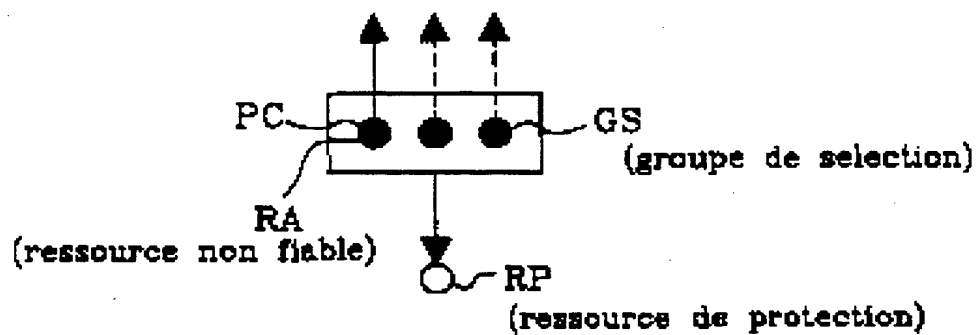 PC
GS
(groupe de selection)
RA
(ressource non fiable)
RP
(ressource de protection)